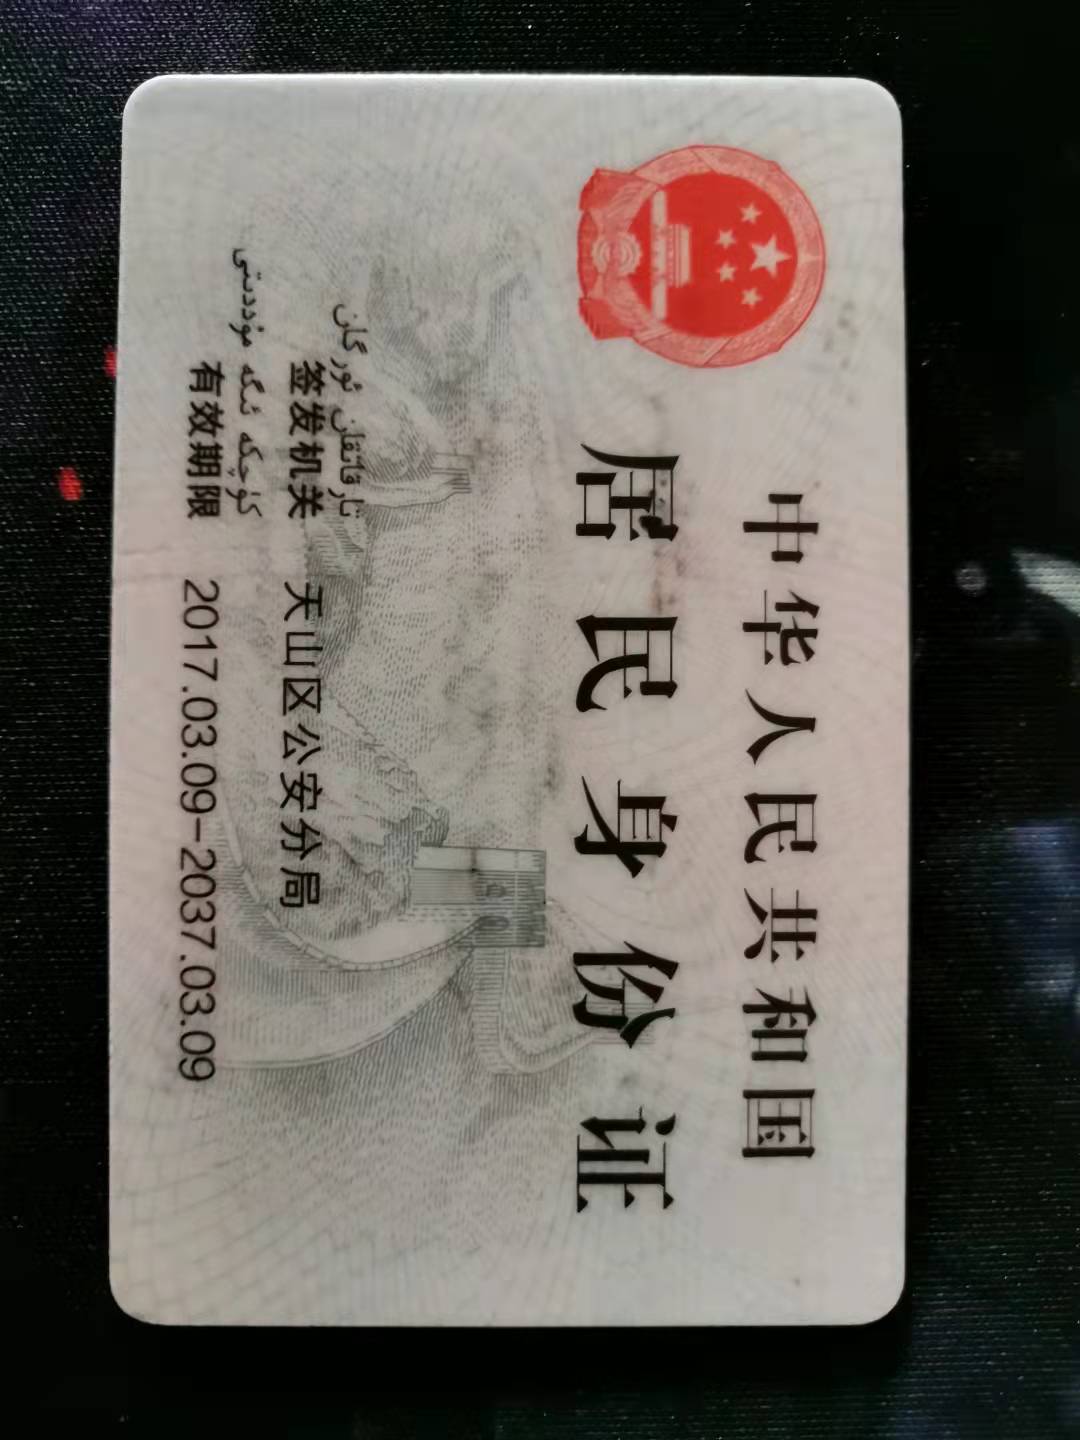 中华人民共和国
居民身份证
تارقاتقان ئورگان
签发机关 天山区公安分局
كۈچكە ئىگە مۇددىتى
有效期限 2017.03.09-2037.03.09